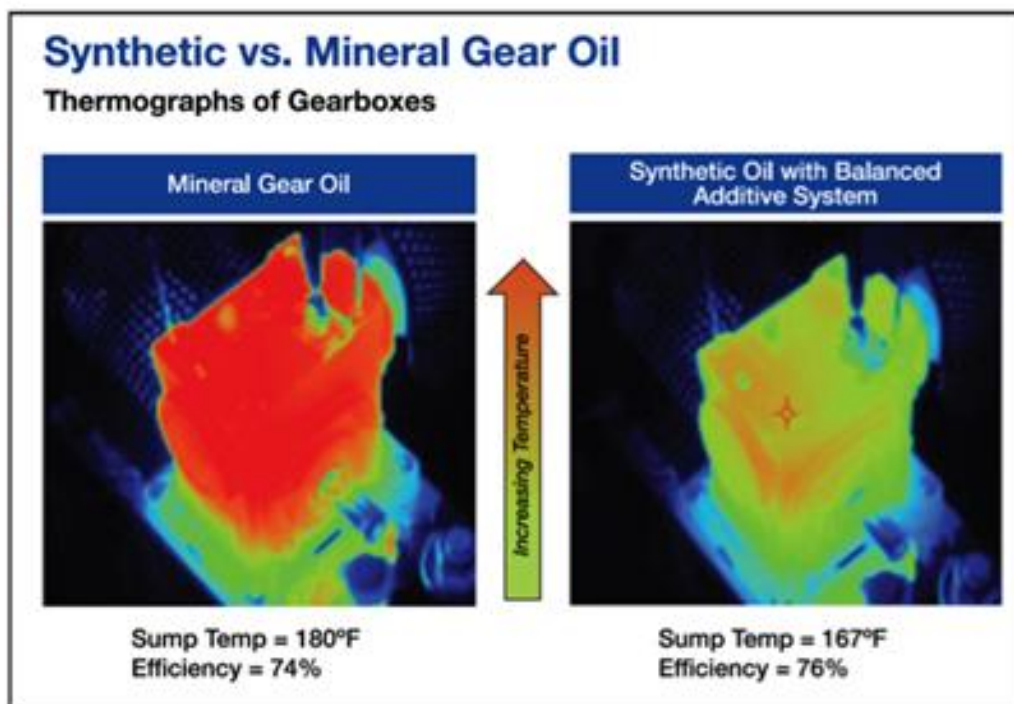 Synthetic vs. Mineral Gear Oil
Thermographs of Gearboxes
Mineral Gear Oil
Synthetic Oil with Balanced
Additive System
Increasing Temperature
Sump Temp = 180ºF
Efficiency = 74%
Sump Temp = 167ºF
Efficiency = 76%